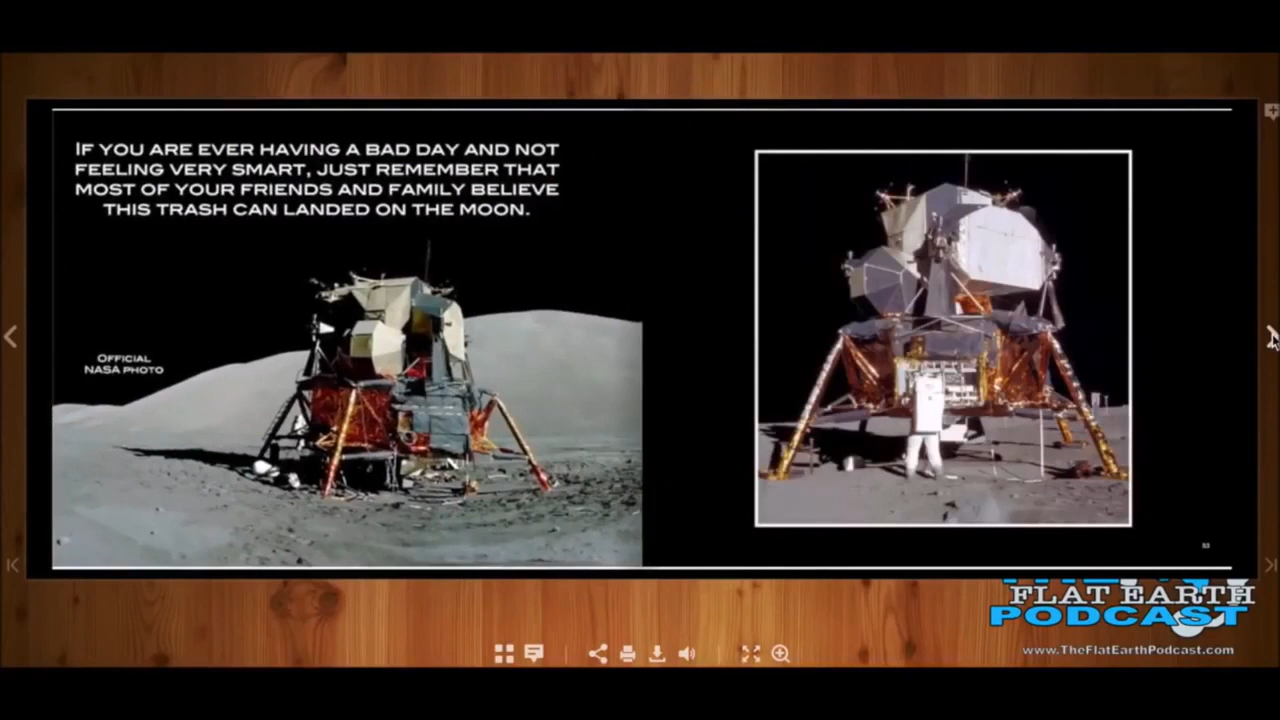 IF YOU ARE EVER HAVING A BAD DAY AND NOT
FEELING VERY SMART, JUST REMEMBER THAT
MOST OF YOUR FRIENDS AND FAMILY BELIEVE
THIS TRASH CAN LANDED ON THE MOON.
OFFICIAL
NASA PHOTO
53
FLAT EARTH
PODCAST
www.TheFlatEarthPodcast.com